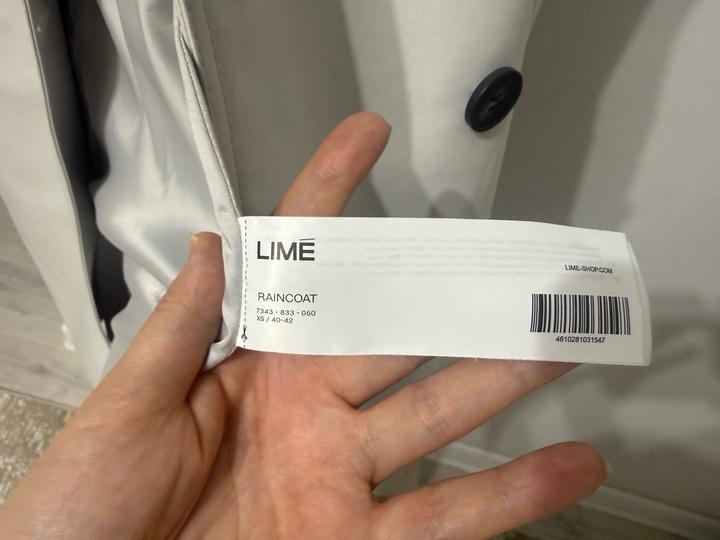 LIMÉ
LIME-SHOP.COM
RAINCOAT
7343 - 833 - 050
XS / 40-42
4610281031547